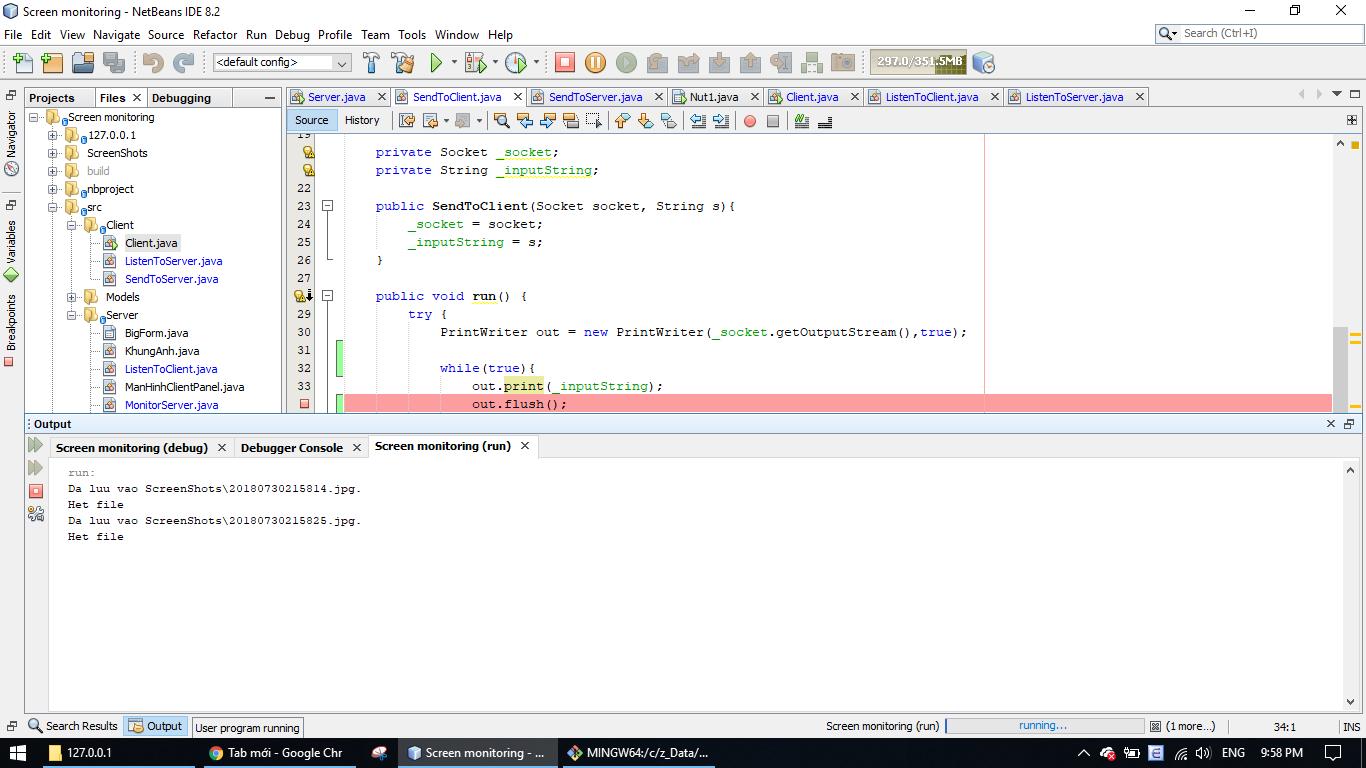 Screen monitoring - NetBeans IDE 8.2
File Edit View Navigate Source Refactor Run Debug Profile Team Tools Window Help
Search (Ctrl+I)
<default config>
297.0/351.5MB
Projects Files Debugging
Server.java SendToClient.java SendToServer.java Nut1.java Client.java ListenToClient.java ListenToServer.java
Source History
Navigator
Variables
Breakpoints
Screen monitoring
127.0.0.1
ScreenShots
build
nbproject
src
Client
Client.java
ListenToServer.java
SendToServer.java
Models
Server
BigForm.java
KhungAnh.java
ListenToClient.java
ManHinhClientPanel.java
MonitorServer.java
19
private Socket _socket;
private String _inputString;
22
23 public SendToClient(Socket socket, String s){
24 _socket = socket;
25 _inputString = s;
26 }
27
public void run() {
29 try {
30 PrintWriter out = new PrintWriter(_socket.getOutputStream(),true);
31
32 while(true){
33 out.print(_inputString);
out.flush();
Output
Screen monitoring (debug) Debugger Console Screen monitoring (run)
run:
Da luu vao ScreenShots\20180730215814.jpg.
Het file
Da luu vao ScreenShots\20180730215825.jpg.
Het file
Search Results Output User program running Screen monitoring (run) running... (1 more...) 34:1 INS
127.0.0.1 Tab mới - Google Chr Screen monitoring - ... MINGW64:/c/z_Data/... ENG 9:58 PM